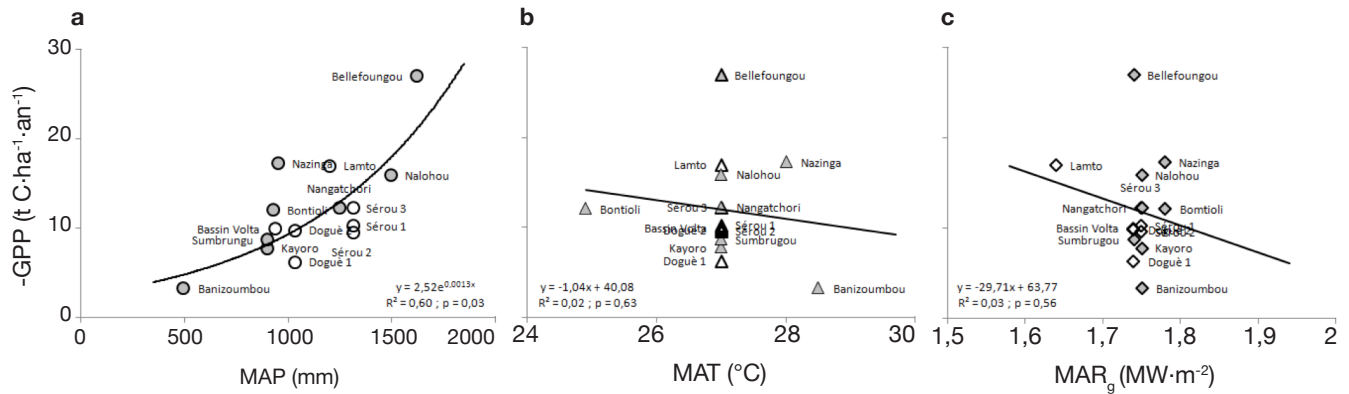 a
b
c
-GPP (t C·ha⁻¹·an⁻¹)
30
20
10
0
Bellefoungou
Nazinga
Lamto
Nalohou
Nangatchori
Bontioli
Sérou 3
Bassin Volta
Doguè 2
Sérou 1
Sumbrungu
Kayoro
Sérou 2
Doguè 1
Banizoumbou
y = 2,52e^0,0013x
R² = 0,60 ; p = 0,03
0 500 1000 1500 2000
MAP (mm)
Bellefoungou
Lamto
Nazinga
Nalohou
Bontioli
Sérou 3
Nangatchori
Bassin Volta
Sérou 1
Doguè 2
Sérou 2
Sumbrugou
Kayoro
Doguè 1
Banizoumbou
y = -1,04x + 40,08
R² = 0,02 ; p = 0,63
24 26 28 30
MAT (°C)
Bellefoungou
Lamto
Nazinga
Nalohou
Sérou 3
Nangatchori
Bomtioli
Bassin Volta
Sérou 1
Sumbrugou
Kayoro
Doguè 1
Banizoumbou
y = -29,71x + 63,77
R² = 0,03 ; p = 0,56
1,5 1,6 1,7 1,8 1,9 2
MARg (MW·m⁻²)